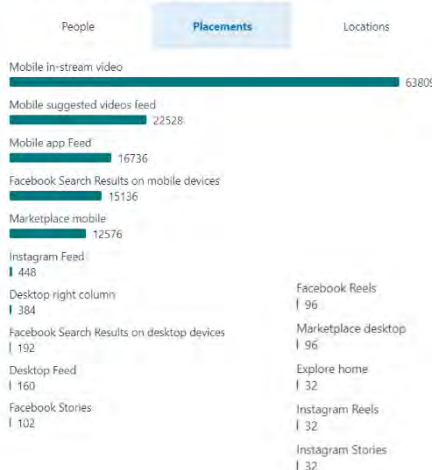 People Placements Locations
Mobile in-stream video
63809
Mobile suggested videos feed
22528
Mobile app Feed
16736
Facebook Search Results on mobile devices
15136
Marketplace mobile
12576
Instagram Feed
448
Desktop right column
384
Facebook Search Results on desktop devices
192
Desktop Feed
160
Facebook Stories
102
Facebook Reels
96
Marketplace desktop
96
Explore home
32
Instagram Reels
32
Instagram Stories
32